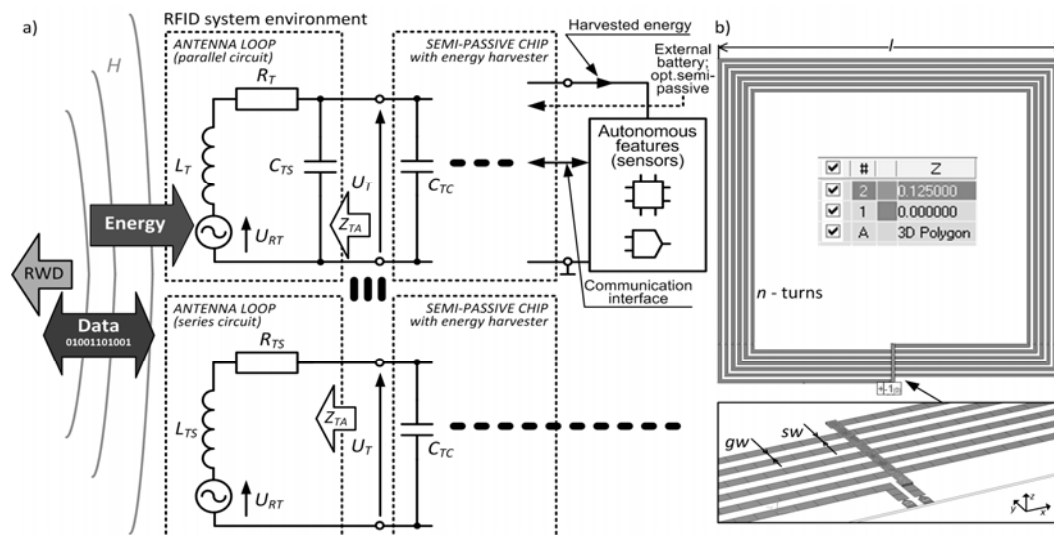 a)
RFID system environment
H
ANTENNA LOOP
(parallel circuit)
R_T
L_T
C_TS
U_T
Z_TA
U_RT
Energy
RWD
Data
01001101001
SEMI-PASSIVE CHIP
with energy harvester
C_TC
Harvested energy
External
battery;
opt.semi-
passive
Autonomous
features
(sensors)
Communication
interface
ANTENNA LOOP
(series circuit)
R_TS
L_TS
Z_TA
U_T
U_RT
SEMI-PASSIVE CHIP
with energy harvester
C_TC
b)
l
# Z
2 0.125000
1 0.000000
A 3D Polygon
n - turns
gw
sw
y z x